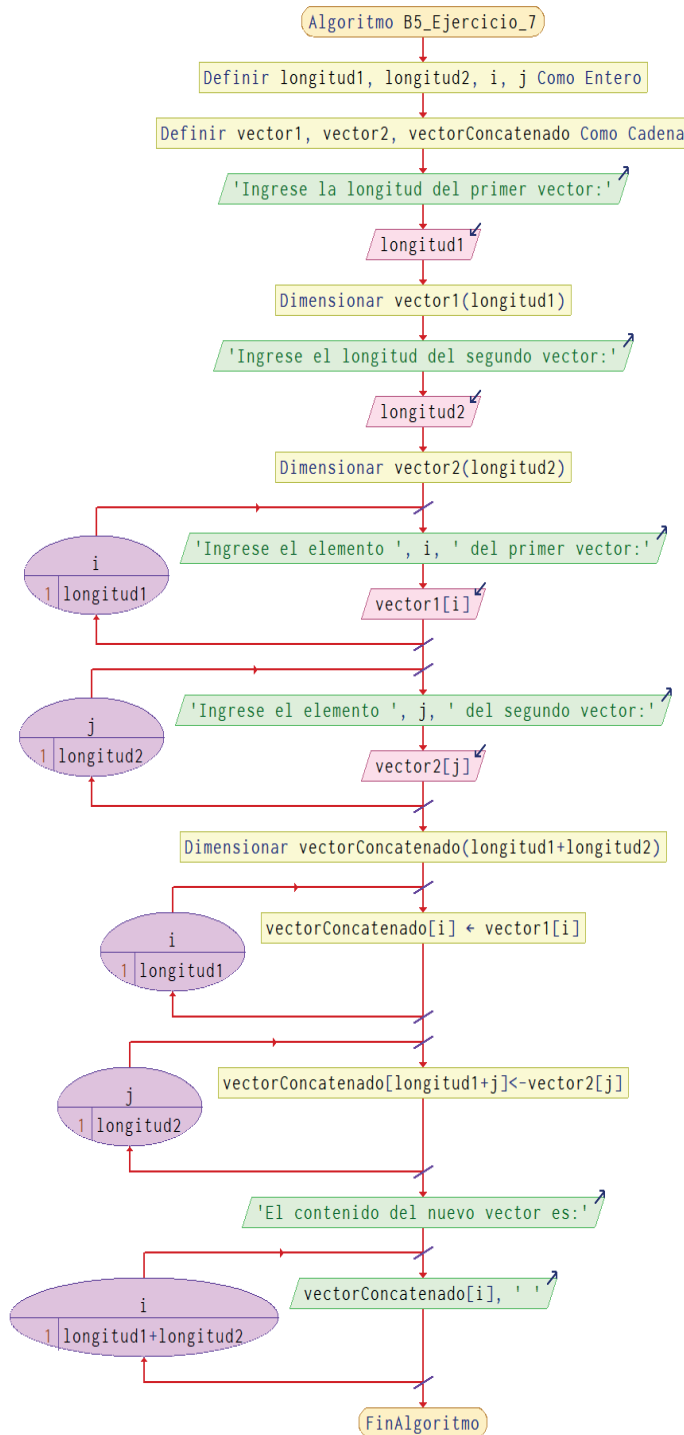 Algoritmo B5_Ejercicio_7
Definir longitud1, longitud2, i, j Como Entero
Definir vector1, vector2, vectorConcatenado Como Cadena
'Ingrese la longitud del primer vector:'
longitud1
Dimensionar vector1(longitud1)
'Ingrese el longitud del segundo vector:'
longitud2
Dimensionar vector2(longitud2)
i
1 longitud1
'Ingrese el elemento ', i, ' del primer vector:'
vector1[i]
j
1 longitud2
'Ingrese el elemento ', j, ' del segundo vector:'
vector2[j]
Dimensionar vectorConcatenado(longitud1+longitud2)
i
1 longitud1
vectorConcatenado[i] ← vector1[i]
j
1 longitud2
vectorConcatenado[longitud1+j]<-vector2[j]
'El contenido del nuevo vector es:'
i
1 longitud1+longitud2
vectorConcatenado[i], ' '
FinAlgoritmo